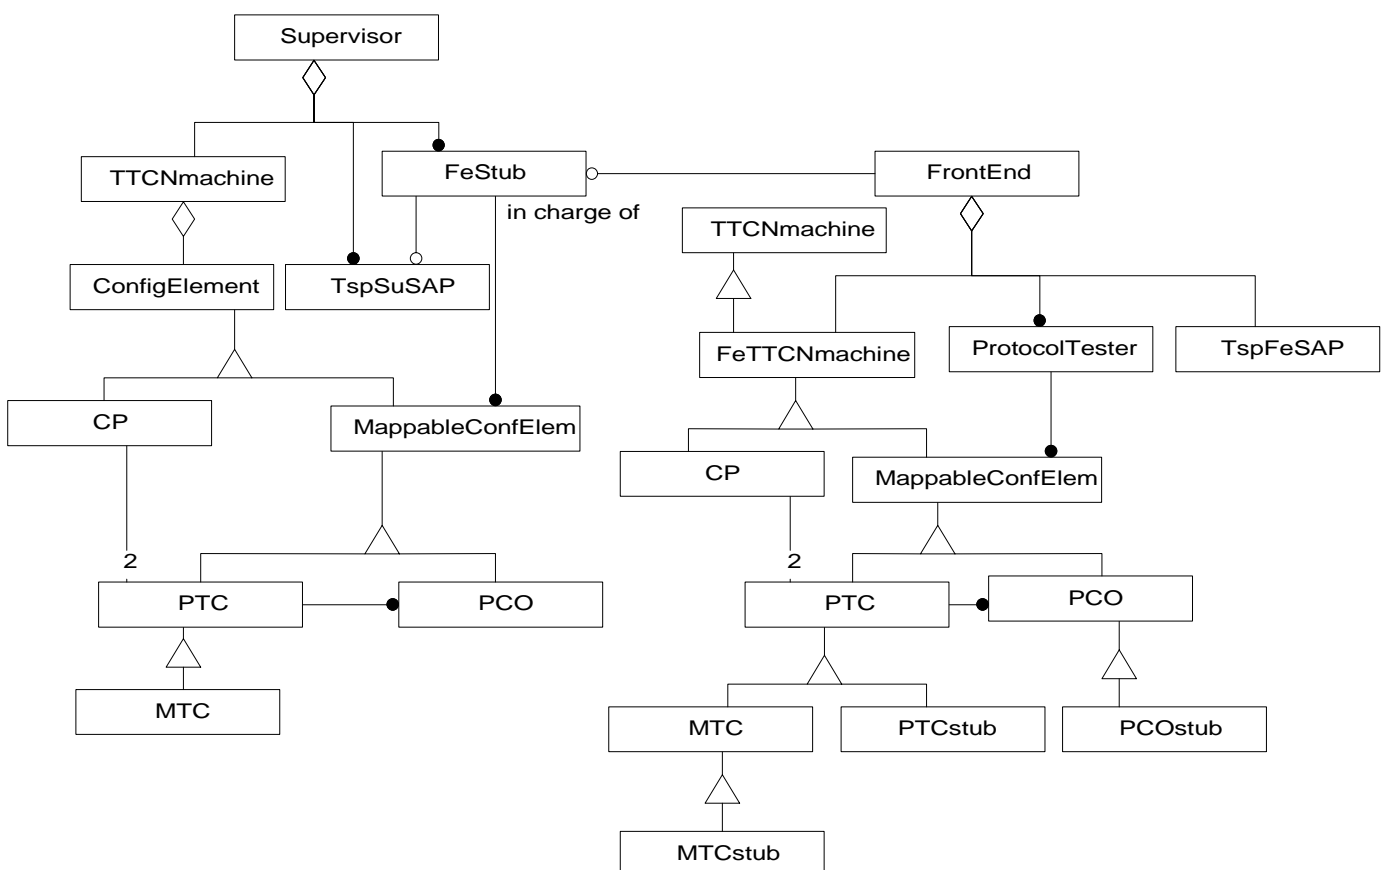 Supervisor
TTCNmachine
FeStub
FrontEnd
in charge of
TTCNmachine
ConfigElement
TspSuSAP
FeTTCNmachine
ProtocolTester
TspFeSAP
CP
MappableConfElem
CP
MappableConfElem
2
2
PTC
PCO
PTC
PCO
MTC
MTC
PTCstub
PCOstub
MTCstub